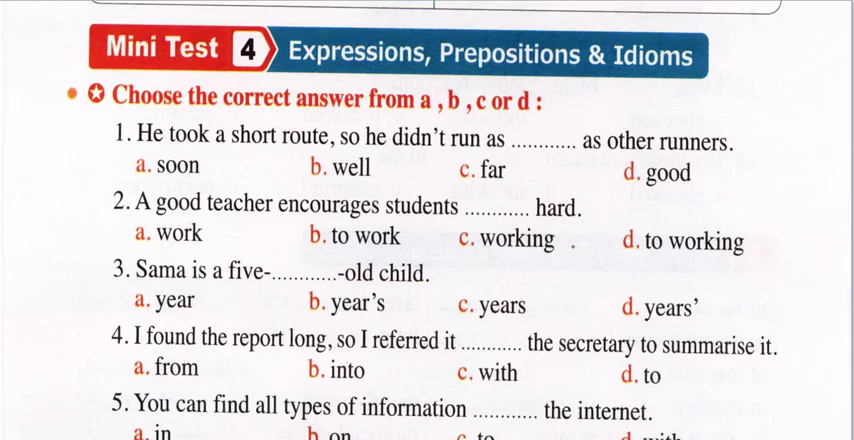 Mini Test 4 Expressions, Prepositions & Idioms
Choose the correct answer from a , b , c or d :
1. He took a short route, so he didn't run as ............ as other runners.
a. soon b. well c. far d. good
2. A good teacher encourages students ............ hard.
a. work b. to work c. working d. to working
3. Sama is a five-............-old child.
a. year b. year's c. years d. years'
4. I found the report long, so I referred it ........... the secretary to summarise it.
a. from b. into c. with d. to
5. You can find all types of information ............ the internet.
a. in b. on c. to d. with